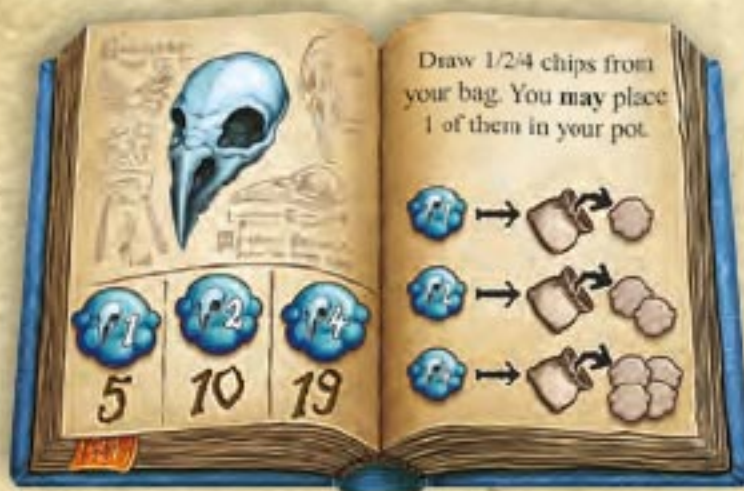 Draw 1/2/4 chips from
your bag. You may place
1 of them in your pot.
1 2 4
5 10 19